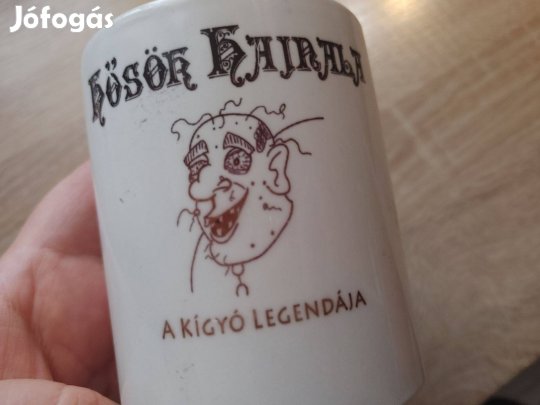 Jófogás
Hősök Hajnala
A KÍGYÓ LEGENDÁJA